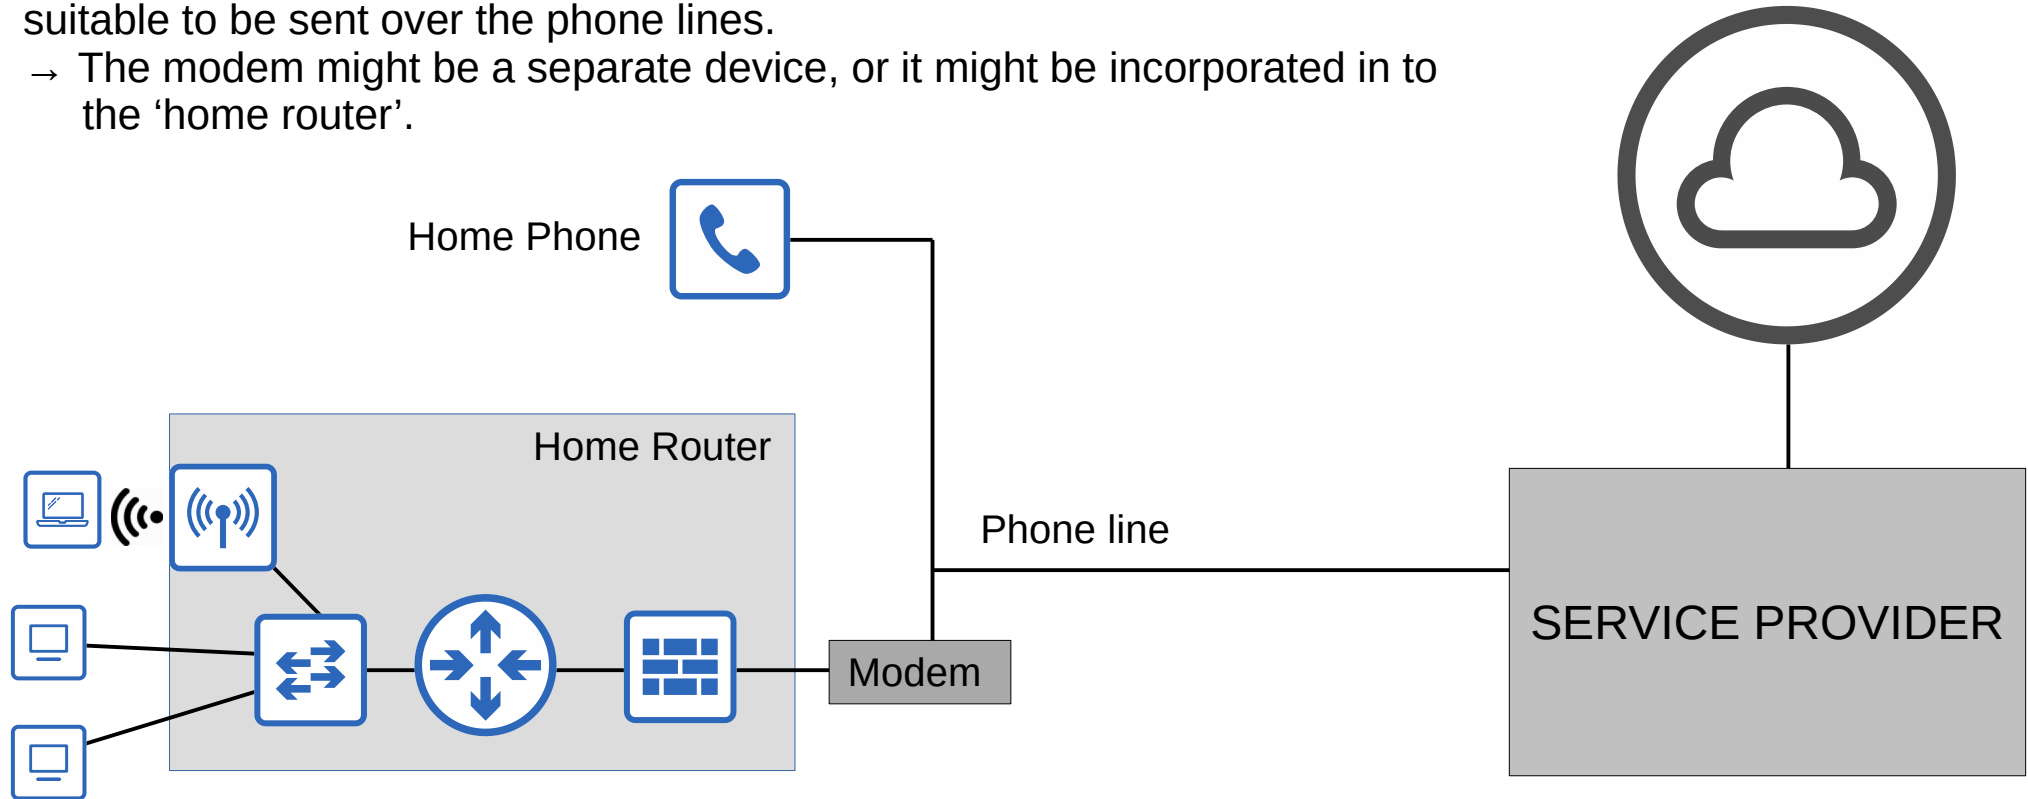 suitable to be sent over the phone lines.
→ The modem might be a separate device, or it might be incorporated in to
the ‘home router’.
Home Phone
Home Router
Phone line
SERVICE PROVIDER
Modem